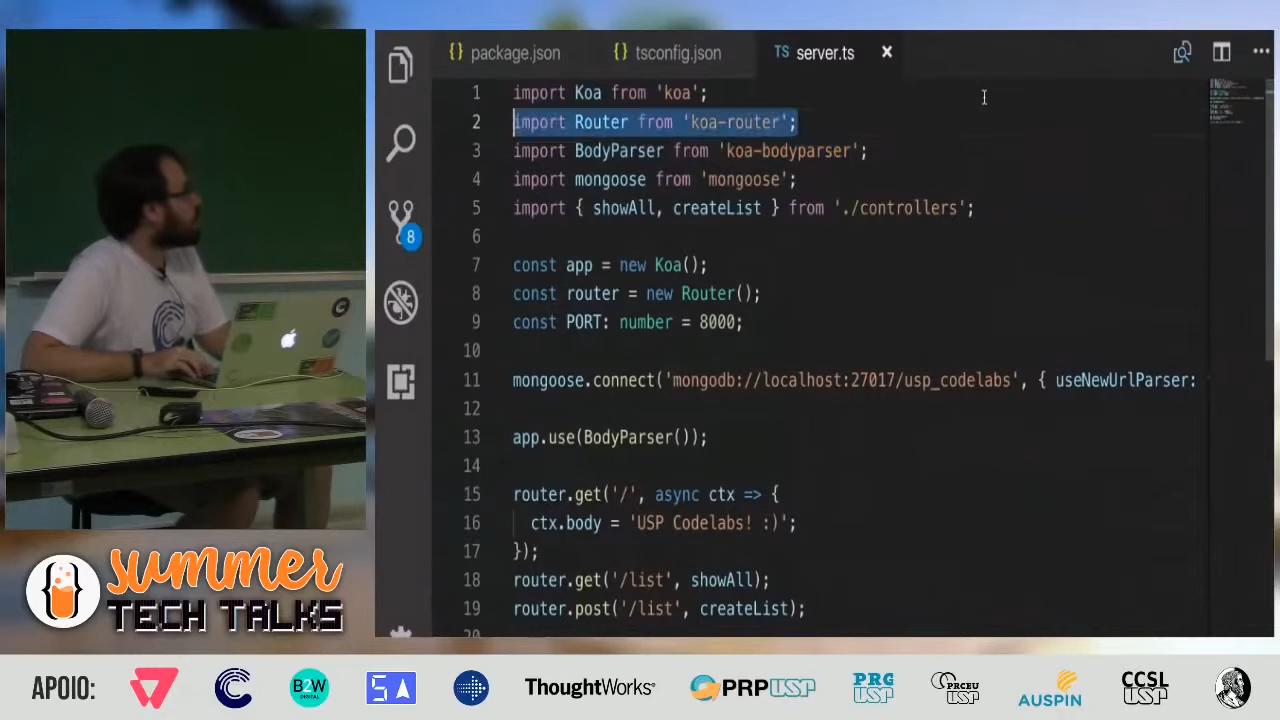 package.json
tsconfig.json
TS server.ts
1 import Koa from 'koa';
2 import Router from 'koa-router';
3 import BodyParser from 'koa-bodyparser';
4 import mongoose from 'mongoose';
5 import { showAll, createList } from './controllers';
6
7 const app = new Koa();
8 const router = new Router();
9 const PORT: number = 8000;
10
11 mongoose.connect('mongodb://localhost:27017/usp_codelabs', { useNewUrlParser:
12
13 app.use(BodyParser());
14
15 router.get('/', async ctx => {
16 ctx.body = 'USP Codelabs! :)';
17 });
18 router.get('/list', showAll);
19 router.post('/list', createList);
20
8
summer
TECH TALKS
APOIO:
B2W
DIGITAL
ThoughtWorks
PRPUSP
PRG
USP
PRCEU
USP
AUSPIN
CCSL
USP